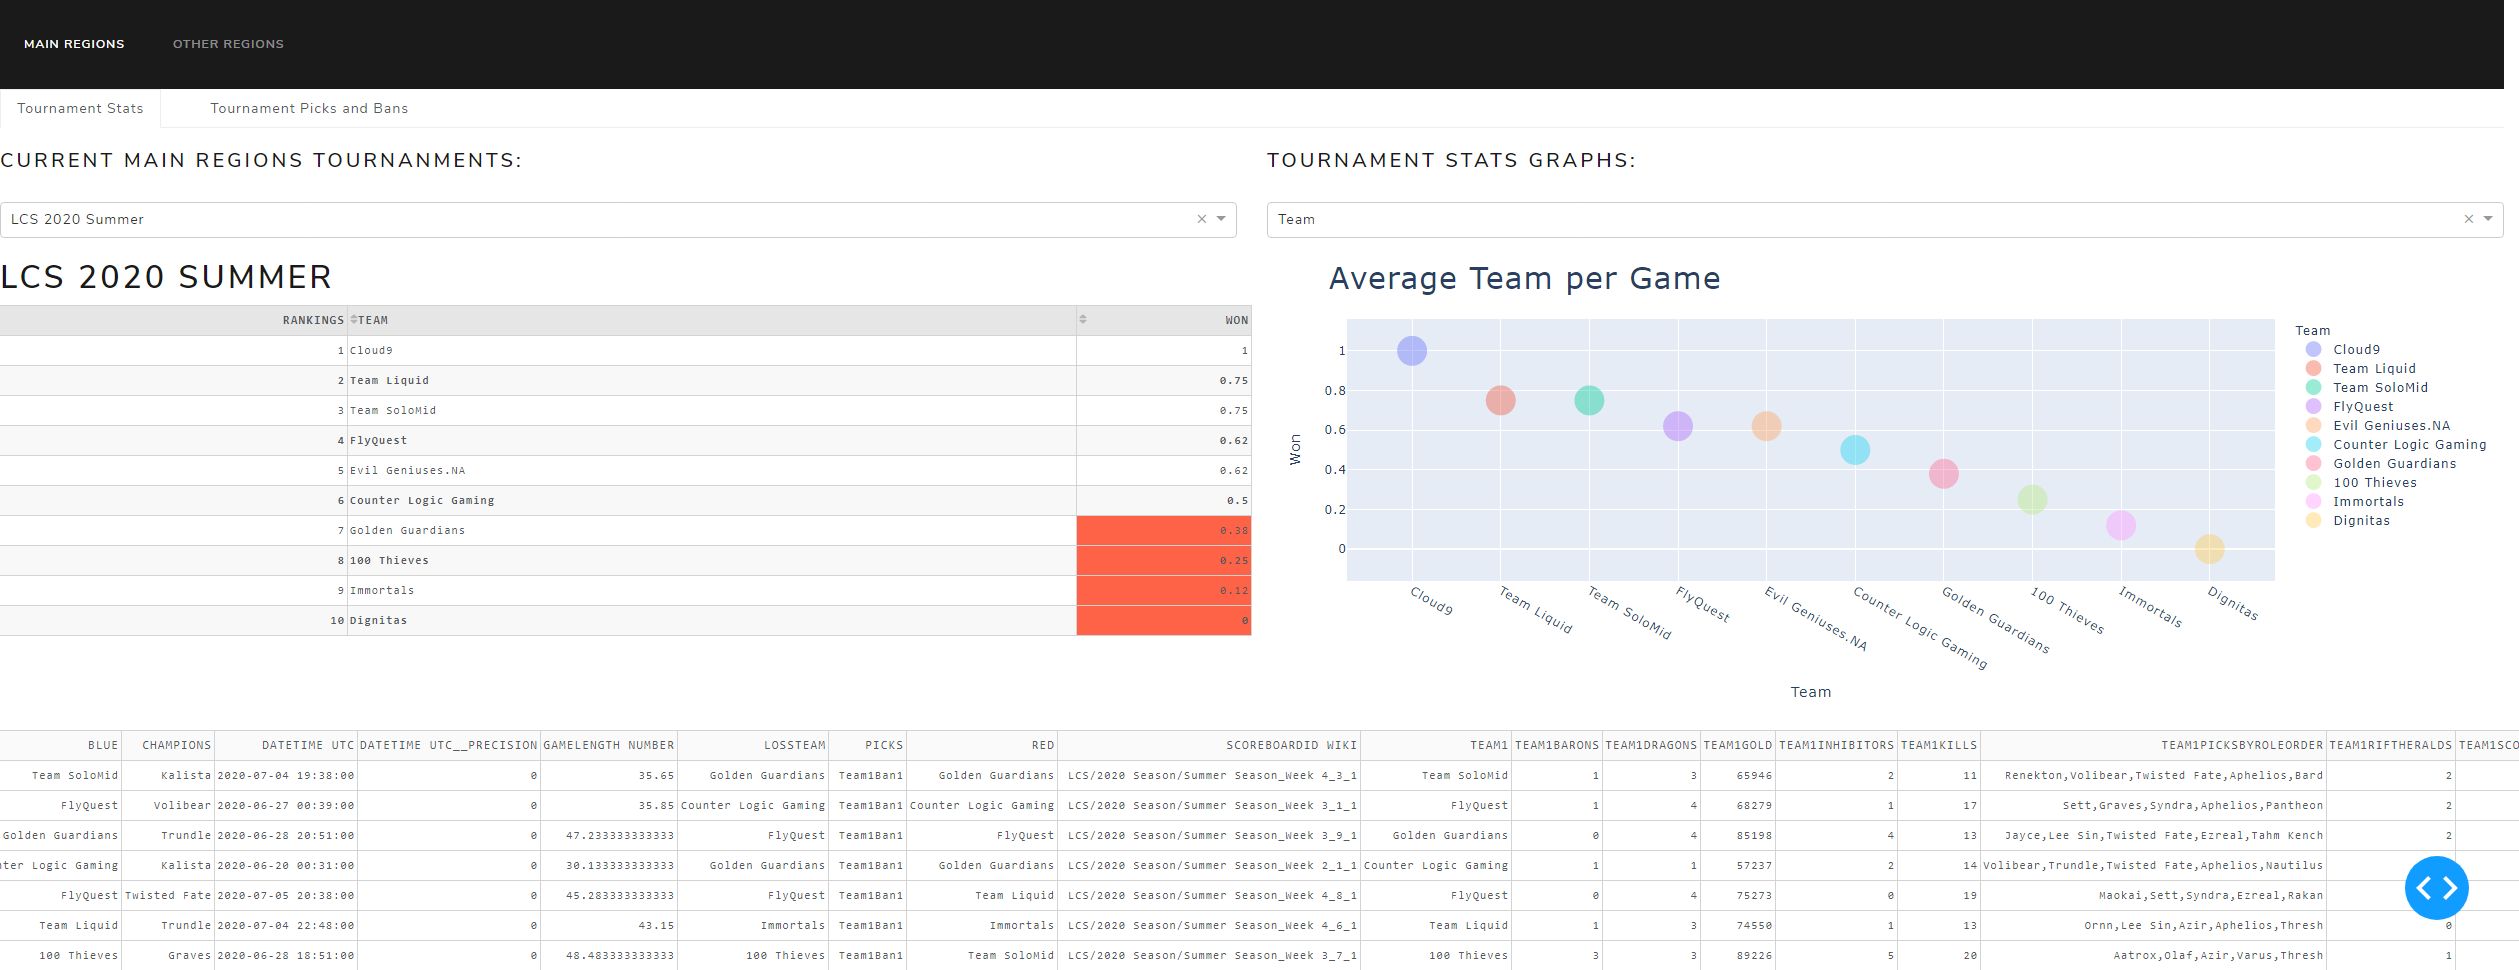 MAIN REGIONS OTHER REGIONS
Tournament Stats Tournament Picks and Bans
CURRENT MAIN REGIONS TOURNANMENTS:
LCS 2020 Summer
LCS 2020 SUMMER
RANKINGS TEAM WON
1 Cloud9 1
2 Team Liquid 0.75
3 Team SoloMid 0.75
4 FlyQuest 0.62
5 Evil Geniuses.NA 0.62
6 Counter Logic Gaming 0.5
7 Golden Guardians 0.38
8 100 Thieves 0.25
9 Immortals 0.12
10 Dignitas 0
TOURNAMENT STATS GRAPHS:
Team
Average Team per Game
Won
1
0.8
0.6
0.4
0.2
0
Cloud9
Team Liquid
Team SoloMid
FlyQuest
Evil Geniuses.NA
Counter Logic Gaming
Golden Guardians
100 Thieves
Immortals
Dignitas
Team
Team
Cloud9
Team Liquid
Team SoloMid
FlyQuest
Evil Geniuses.NA
Counter Logic Gaming
Golden Guardians
100 Thieves
Immortals
Dignitas
BLUE CHAMPIONS DATETIME UTC DATETIME UTC__PRECISION GAMELENGTH NUMBER LOSSTEAM PICKS RED SCOREBOARDID WIKI TEAM1 TEAM1BARONS TEAM1DRAGONS TEAM1GOLD TEAM1INHIBITORS TEAM1KILLS TEAM1PICKSBYROLEORDER TEAM1RIFTHERALDS TEAM1SCO
Team SoloMid Kalista 2020-07-04 19:38:00 0 35.65 Golden Guardians Team1Ban1 Golden Guardians LCS/2020 Season/Summer Season_Week 4_3_1 Team SoloMid 1 3 65946 2 11 Renekton,Volibear,Twisted Fate,Aphelios,Bard 2
FlyQuest Volibear 2020-06-27 00:39:00 0 35.85 Counter Logic Gaming Team1Ban1 Counter Logic Gaming LCS/2020 Season/Summer Season_Week 3_1_1 FlyQuest 1 4 68279 1 17 Sett,Graves,Syndra,Aphelios,Pantheon 2
Golden Guardians Trundle 2020-06-28 20:51:00 0 47.233333333333 FlyQuest Team1Ban1 FlyQuest LCS/2020 Season/Summer Season_Week 3_9_1 Golden Guardians 0 4 85198 4 13 Jayce,Lee Sin,Twisted Fate,Ezreal,Tahm Kench 2
nter Logic Gaming Kalista 2020-06-20 00:31:00 0 30.133333333333 Golden Guardians Team1Ban1 Golden Guardians LCS/2020 Season/Summer Season_Week 2_1_1 Counter Logic Gaming 1 1 57237 2 14 Volibear,Trundle,Twisted Fate,Aphelios,Nautilus
FlyQuest Twisted Fate 2020-07-05 20:38:00 0 45.283333333333 FlyQuest Team1Ban1 Team Liquid LCS/2020 Season/Summer Season_Week 4_8_1 FlyQuest 0 4 75273 0 19 Maokai,Sett,Syndra,Ezreal,Rakan
Team Liquid Trundle 2020-07-04 22:48:00 0 43.15 Immortals Team1Ban1 Immortals LCS/2020 Season/Summer Season_Week 4_6_1 Team Liquid 1 3 74550 1 13 Ornn,Lee Sin,Azir,Aphelios,Thresh 0
100 Thieves Graves 2020-06-28 18:51:00 0 48.483333333333 100 Thieves Team1Ban1 Team SoloMid LCS/2020 Season/Summer Season_Week 3_7_1 100 Thieves 3 3 89226 5 20 Aatrox,Olaf,Azir,Varus,Thresh 1